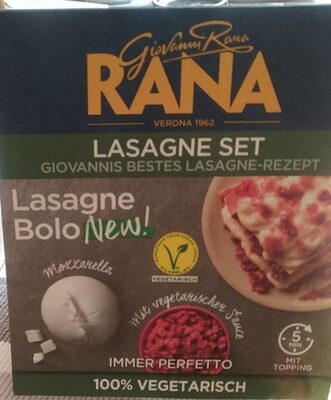 Giovanni Rana
RANA
VERONA 1962
LASAGNE SET
GIOVANNIS BESTES LASAGNE-REZEPT
Lasagne
Bolo New!
Mozzarella
VEGETARISCH
Mit vegetarischer Sauce
5
MIN
MIT
TOPPING
IMMER PERFETTO
100% VEGETARISCH